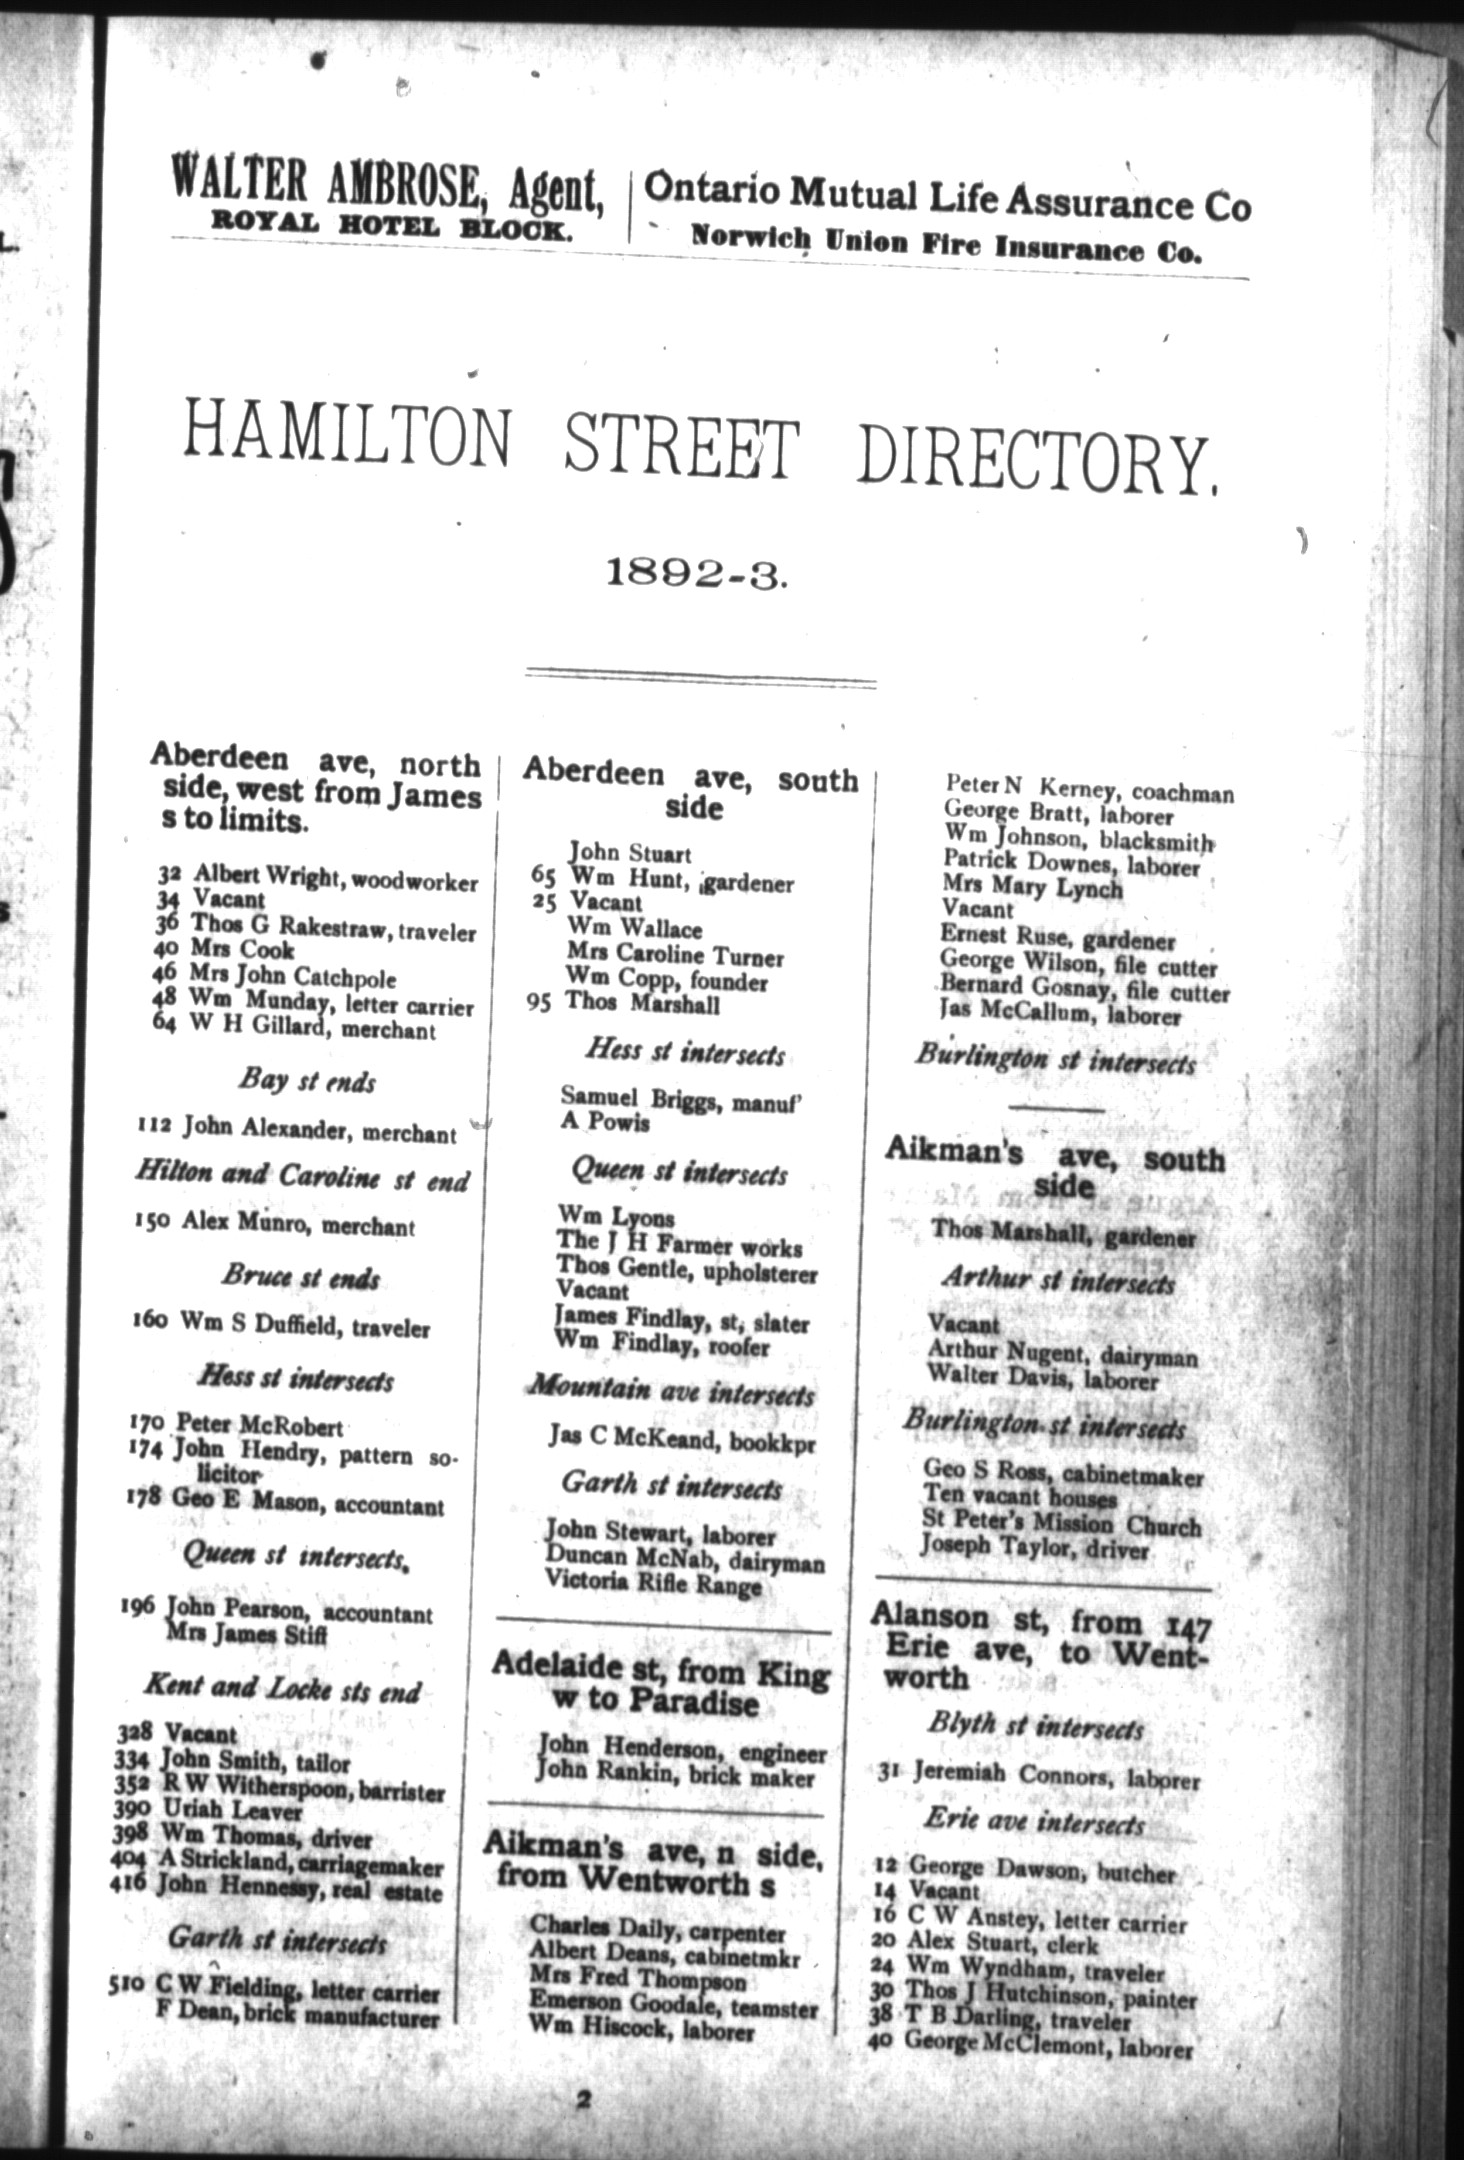 WALTER AMBROSE, Agent,
ROYAL HOTEL BLOCK.
Ontario Mutual Life Assurance Co
Norwich Union Fire Insurance Co.
HAMILTON STREET DIRECTORY.
1892-3.
Aberdeen ave, north
side, west from James
s to limits.
32 Albert Wright, woodworker
34 Vacant
36 Thos G Rakestraw, traveler
40 Mrs Cook
46 Mrs John Catchpole
48 Wm Munday, letter carrier
64 W H Gillard, merchant
Bay st ends
112 John Alexander, merchant
Hilton and Caroline st end
150 Alex Munro, merchant
Bruce st ends
160 Wm S Duffield, traveler
Hess st intersects
170 Peter McRobert
174 John Hendry, pattern so-
licitor
178 Geo E Mason, accountant
Queen st intersects,
196 John Pearson, accountant
Mrs James Stiff
Kent and Locke sts end
328 Vacant
334 John Smith, tailor
352 R W Witherspoon, barrister
390 Uriah Leaver
398 Wm Thomas, driver
404 A Strickland, carriagemaker
416 John Hennessy, real estate
Garth st intersects
510 C W Fielding, letter carrier
F Dean, brick manufacturer
Aberdeen ave, south
side
John Stuart
65 Wm Hunt, gardener
25 Vacant
Wm Wallace
Mrs Caroline Turner
Wm Copp, founder
95 Thos Marshall
Hess st intersects
Samuel Briggs, manuf'
A Powis
Queen st intersects
Wm Lyons
The J H Farmer works
Thos Gentle, upholsterer
Vacant
James Findlay, st, slater
Wm Findlay, roofer
Mountain ave intersects
Jas C McKeand, bookkpr
Garth st intersects
John Stewart, laborer
Duncan McNab, dairyman
Victoria Rifle Range
Adelaide st, from King
w to Paradise
John Henderson, engineer
John Rankin, brick maker
Aikman's ave, n side,
from Wentworth s
Charles Daily, carpenter
Albert Deans, cabinetmkr
Mrs Fred Thompson
Emerson Goodale, teamster
Wm Hiscock, laborer
Peter N Kerney, coachman
George Bratt, laborer
Wm Johnson, blacksmith
Patrick Downes, laborer
Mrs Mary Lynch
Vacant
Ernest Ruse, gardener
George Wilson, file cutter
Bernard Gosnay, file cutter
Jas McCallum, laborer
Burlington st intersects
Aikman's ave, south
side
Thos Marshall, gardener
Arthur st intersects
Vacant
Arthur Nugent, dairyman
Walter Davis, laborer
Burlington st intersects
Geo S Ross, cabinetmaker
Ten vacant houses
St Peter's Mission Church
Joseph Taylor, driver
Alanson st, from 147
Erie ave, to Went-
worth
Blyth st intersects
31 Jeremiah Connors, laborer
Erie ave intersects
12 George Dawson, butcher
14 Vacant
16 C W Anstey, letter carrier
20 Alex Stuart, clerk
24 Wm Wyndham, traveler
30 Thos J Hutchinson, painter
38 T B Darling, traveler
40 George McClemont, laborer
2